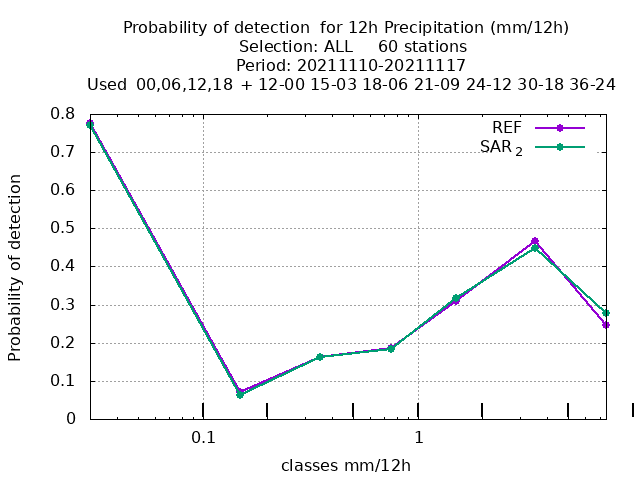 Probability of detection  for 12h Precipitation (mm/12h)
Selection: ALL     60 stations
Period: 20211110-20211117
Used  00,06,12,18  + 12-00 15-03 18-06 21-09 24-12 30-18 36-24
REF
SAR 2
0.8
0.7
0.6
0.5
0.4
0.3
0.2
0.1
0
Probability of detection
0.1
1
classes mm/12h